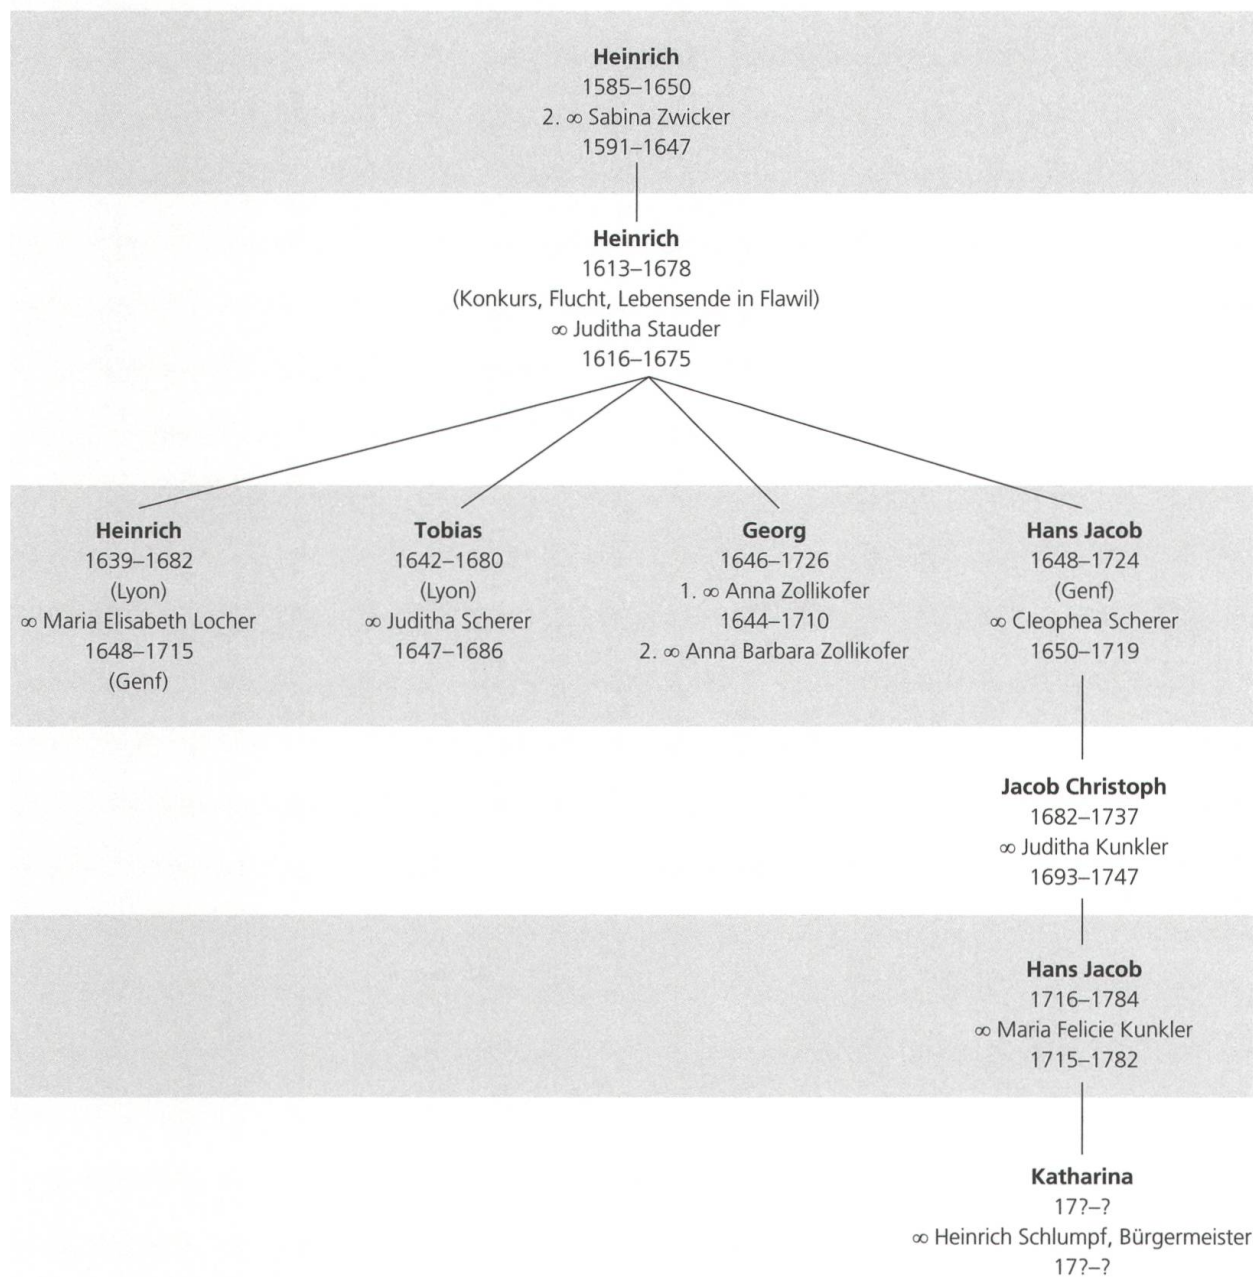 Heinrich
1585–1650
2. ∞ Sabina Zwicker
1591–1647
Heinrich
1613–1678
(Konkurs, Flucht, Lebensende in Flawil)
∞ Juditha Stauder
1616–1675
Heinrich
1639–1682
(Lyon)
∞ Maria Elisabeth Locher
1648–1715
(Genf)
Tobias
1642–1680
(Lyon)
∞ Juditha Scherer
1647–1686
Georg
1646–1726
1. ∞ Anna Zollikofer
1644–1710
2. ∞ Anna Barbara Zollikofer
Hans Jacob
1648–1724
(Genf)
∞ Cleophea Scherer
1650–1719
Jacob Christoph
1682–1737
∞ Juditha Kunkler
1693–1747
Hans Jacob
1716–1784
∞ Maria Felicie Kunkler
1715–1782
Katharina
17?–?
∞ Heinrich Schlumpf, Bürgermeister
17?–?